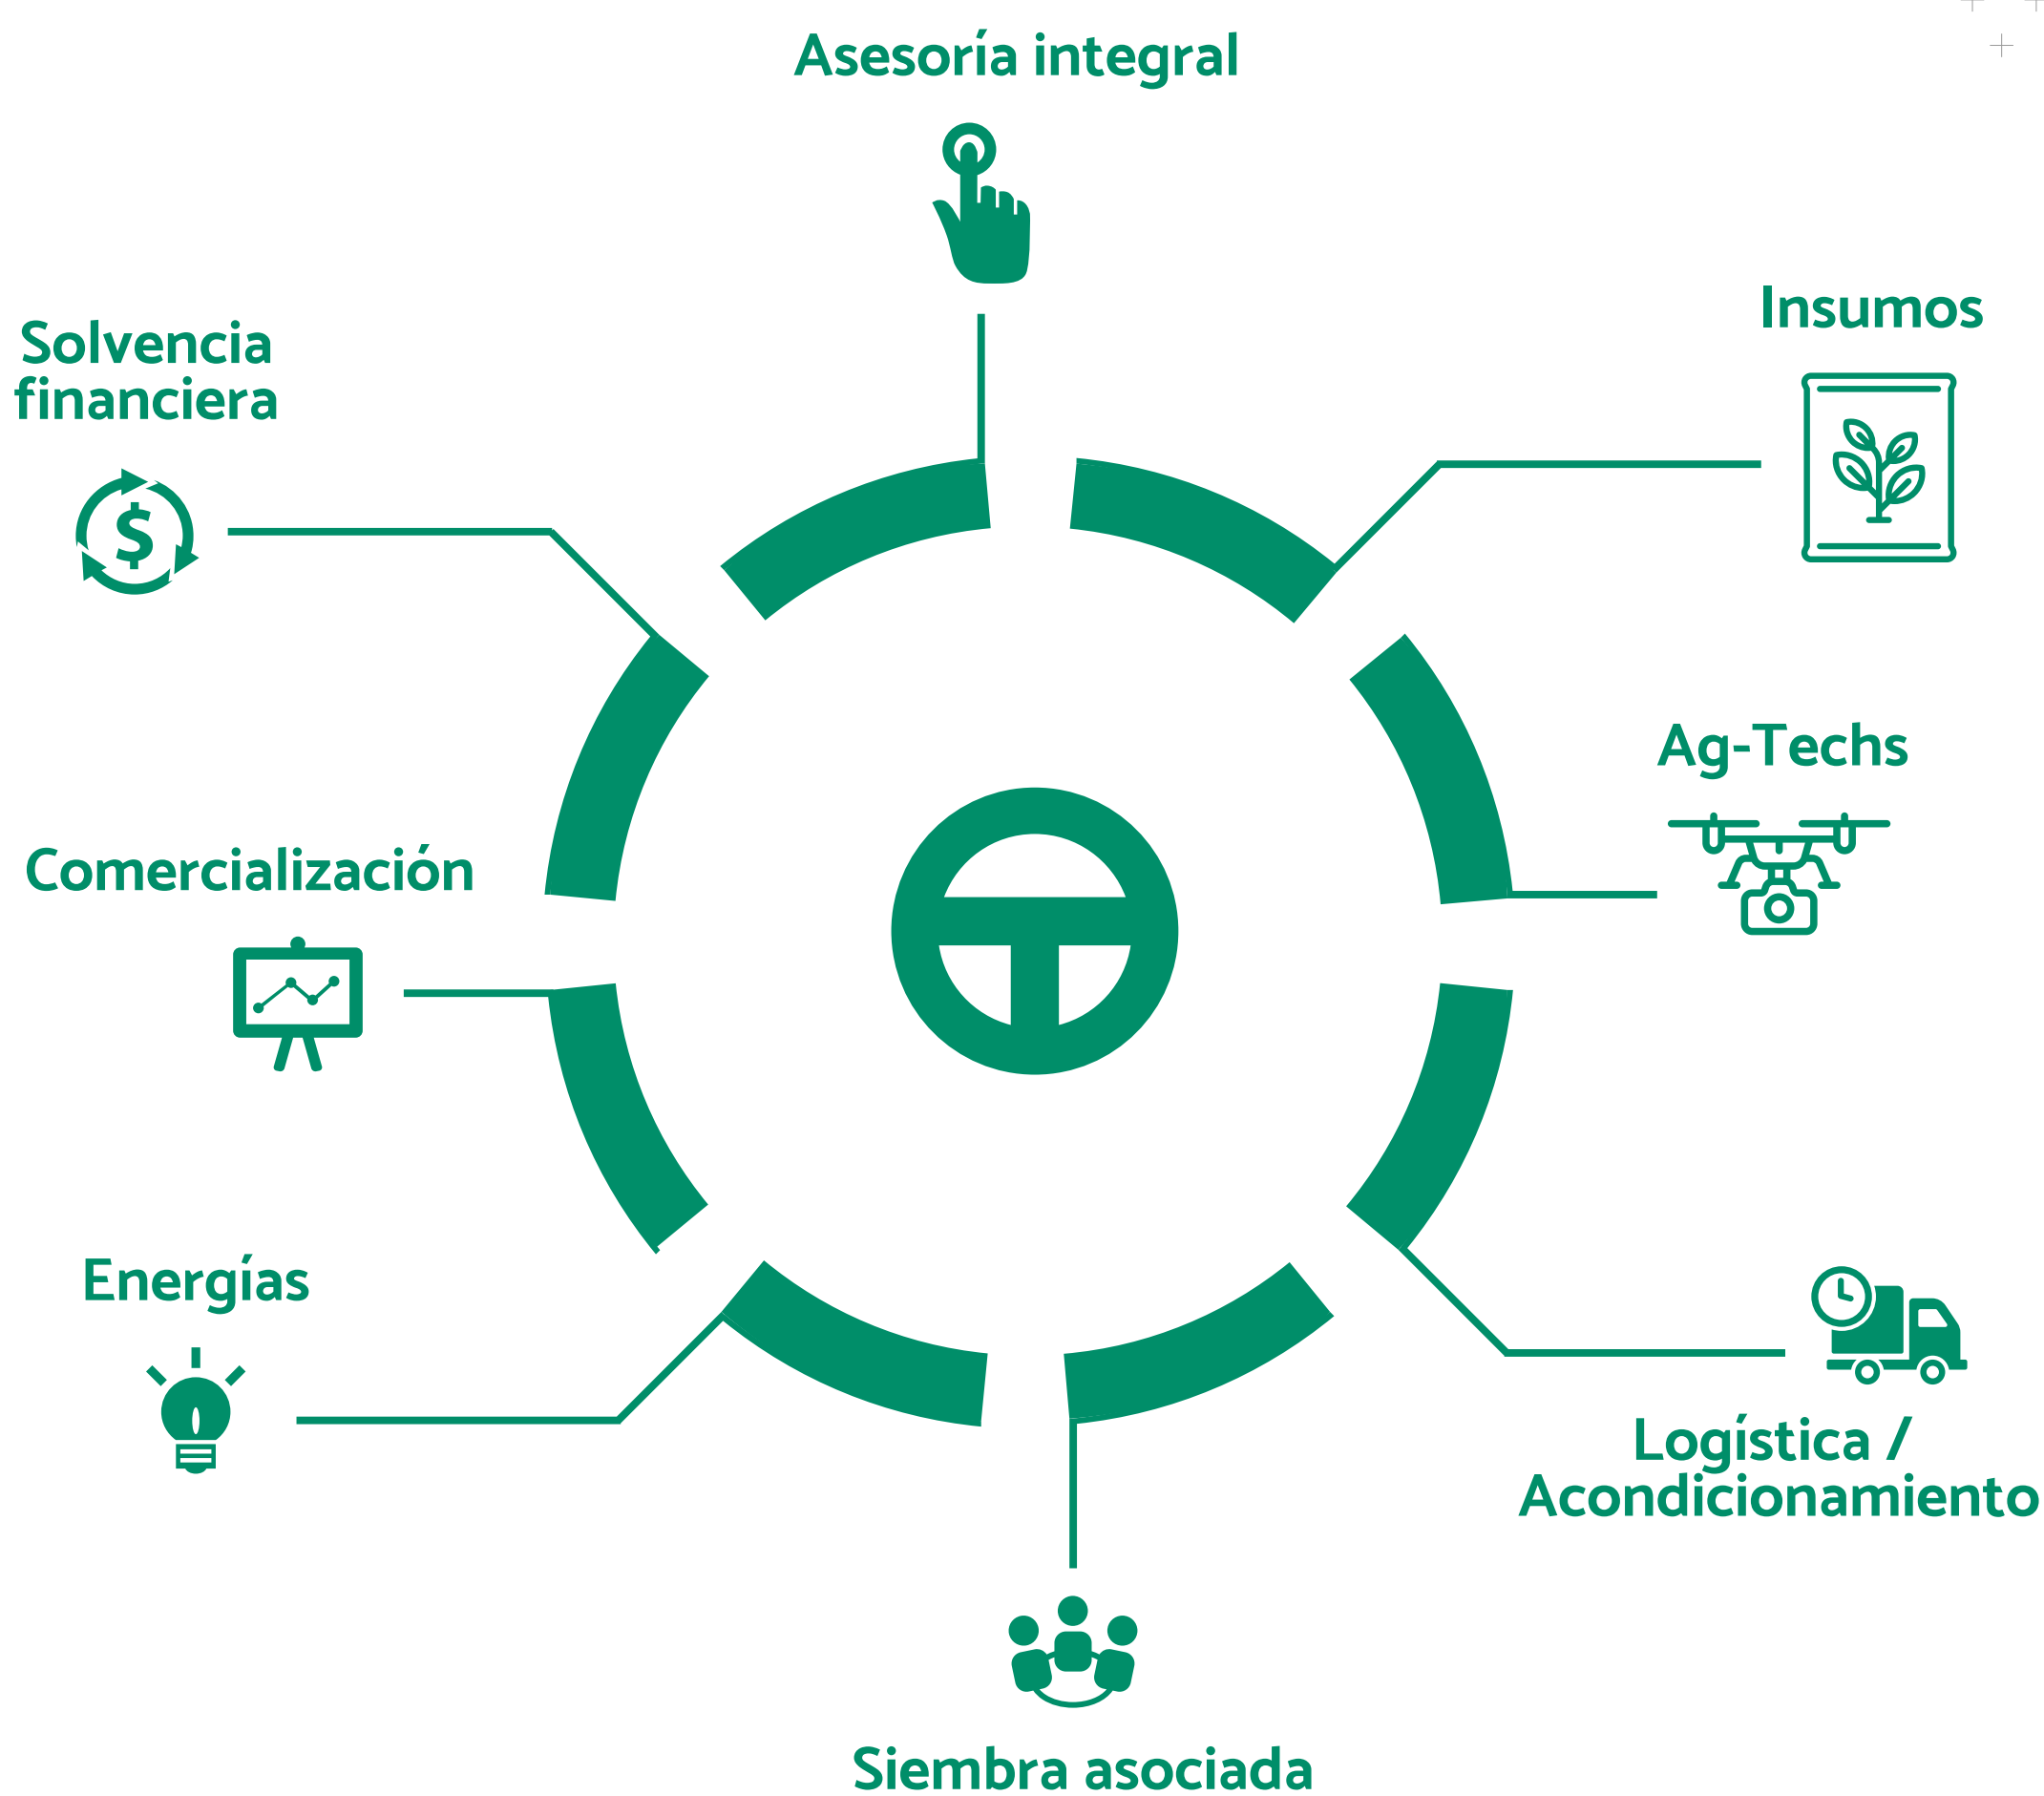 Asesoría integral
Insumos
Solvencia
financiera
Ag-Techs
Comercialización
Energías
Logística /
Acondicionamiento
Siembra asociada